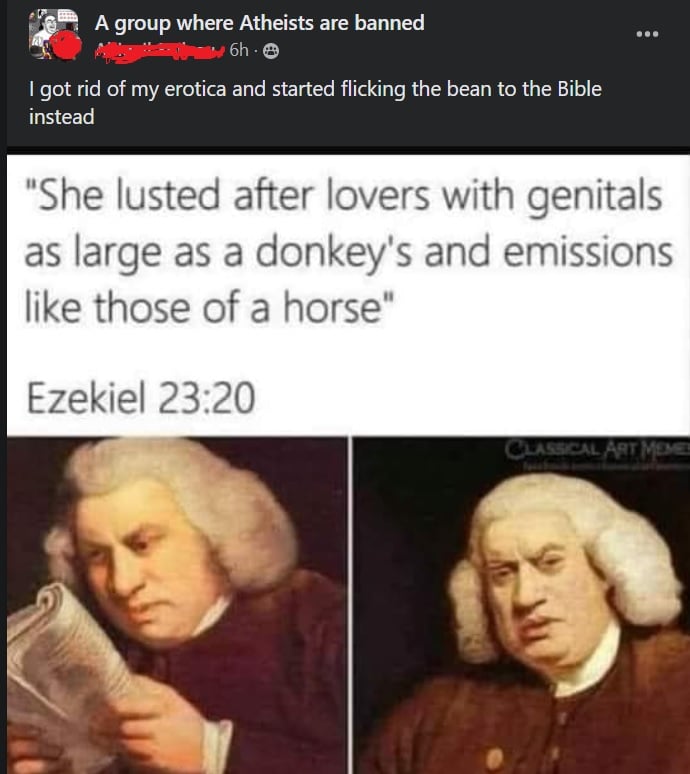 A group where Atheists are banned
6h ·
I got rid of my erotica and started flicking the bean to the Bible
instead
"She lusted after lovers with genitals
as large as a donkey's and emissions
like those of a horse"
Ezekiel 23:20
CLASSICAL ART MEMES